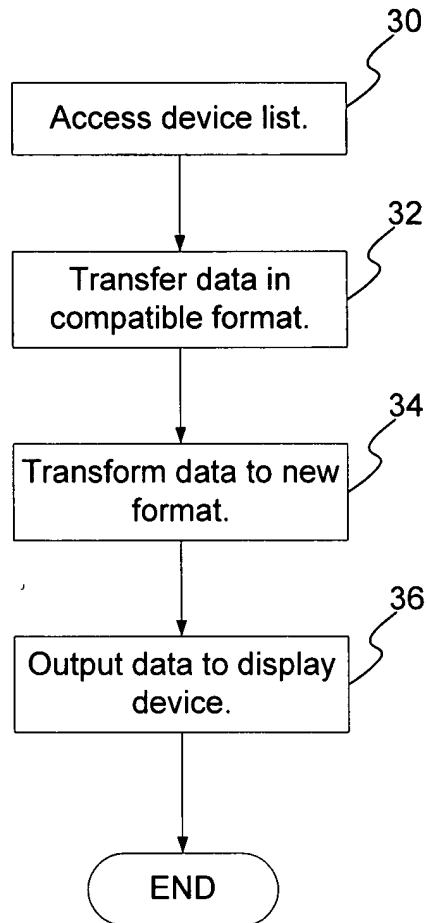 30
Access device list.
32
Transfer data in
compatible format.
34
Transform data to new
format.
36
Output data to display
device.
END